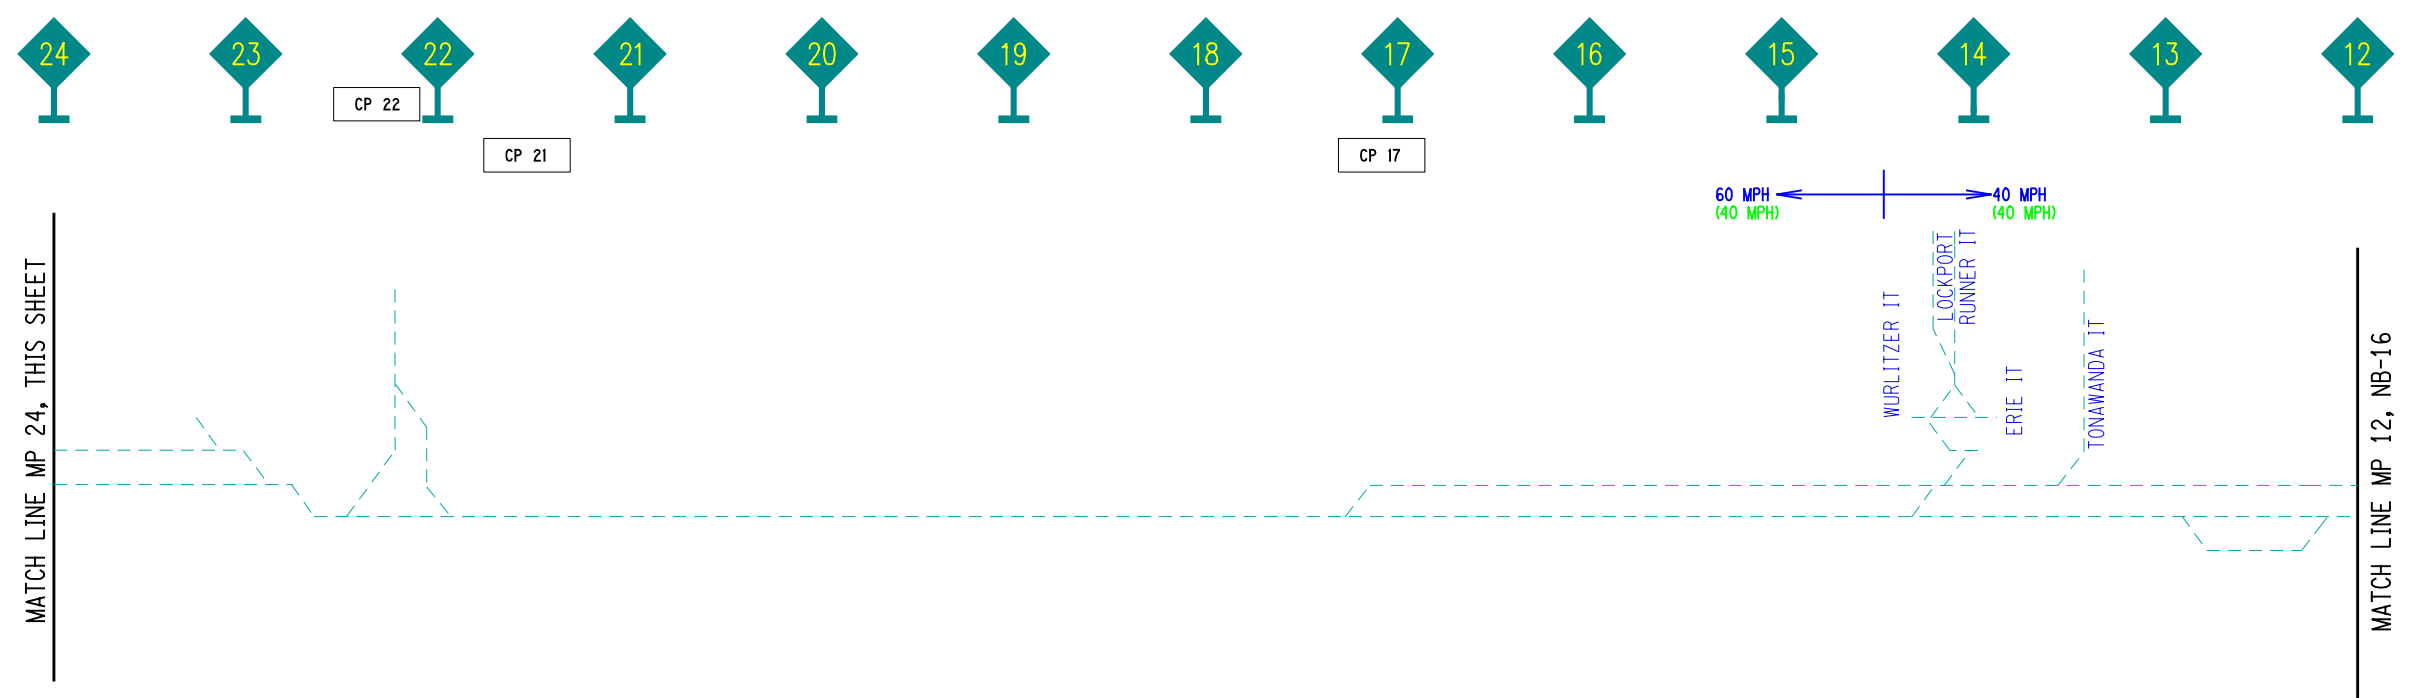 24
23
22
21
20
19
18
17
16
15
14
13
12
CP 22
CP 21
CP 17
60 MPH
(40 MPH)
40 MPH
(40 MPH)
MATCH LINE MP 24, THIS SHEET
WURLITZER IT
LOCKPORT
RUNNER IT
ERIE IT
TONAWANDA IT
MATCH LINE MP 12, NB-16